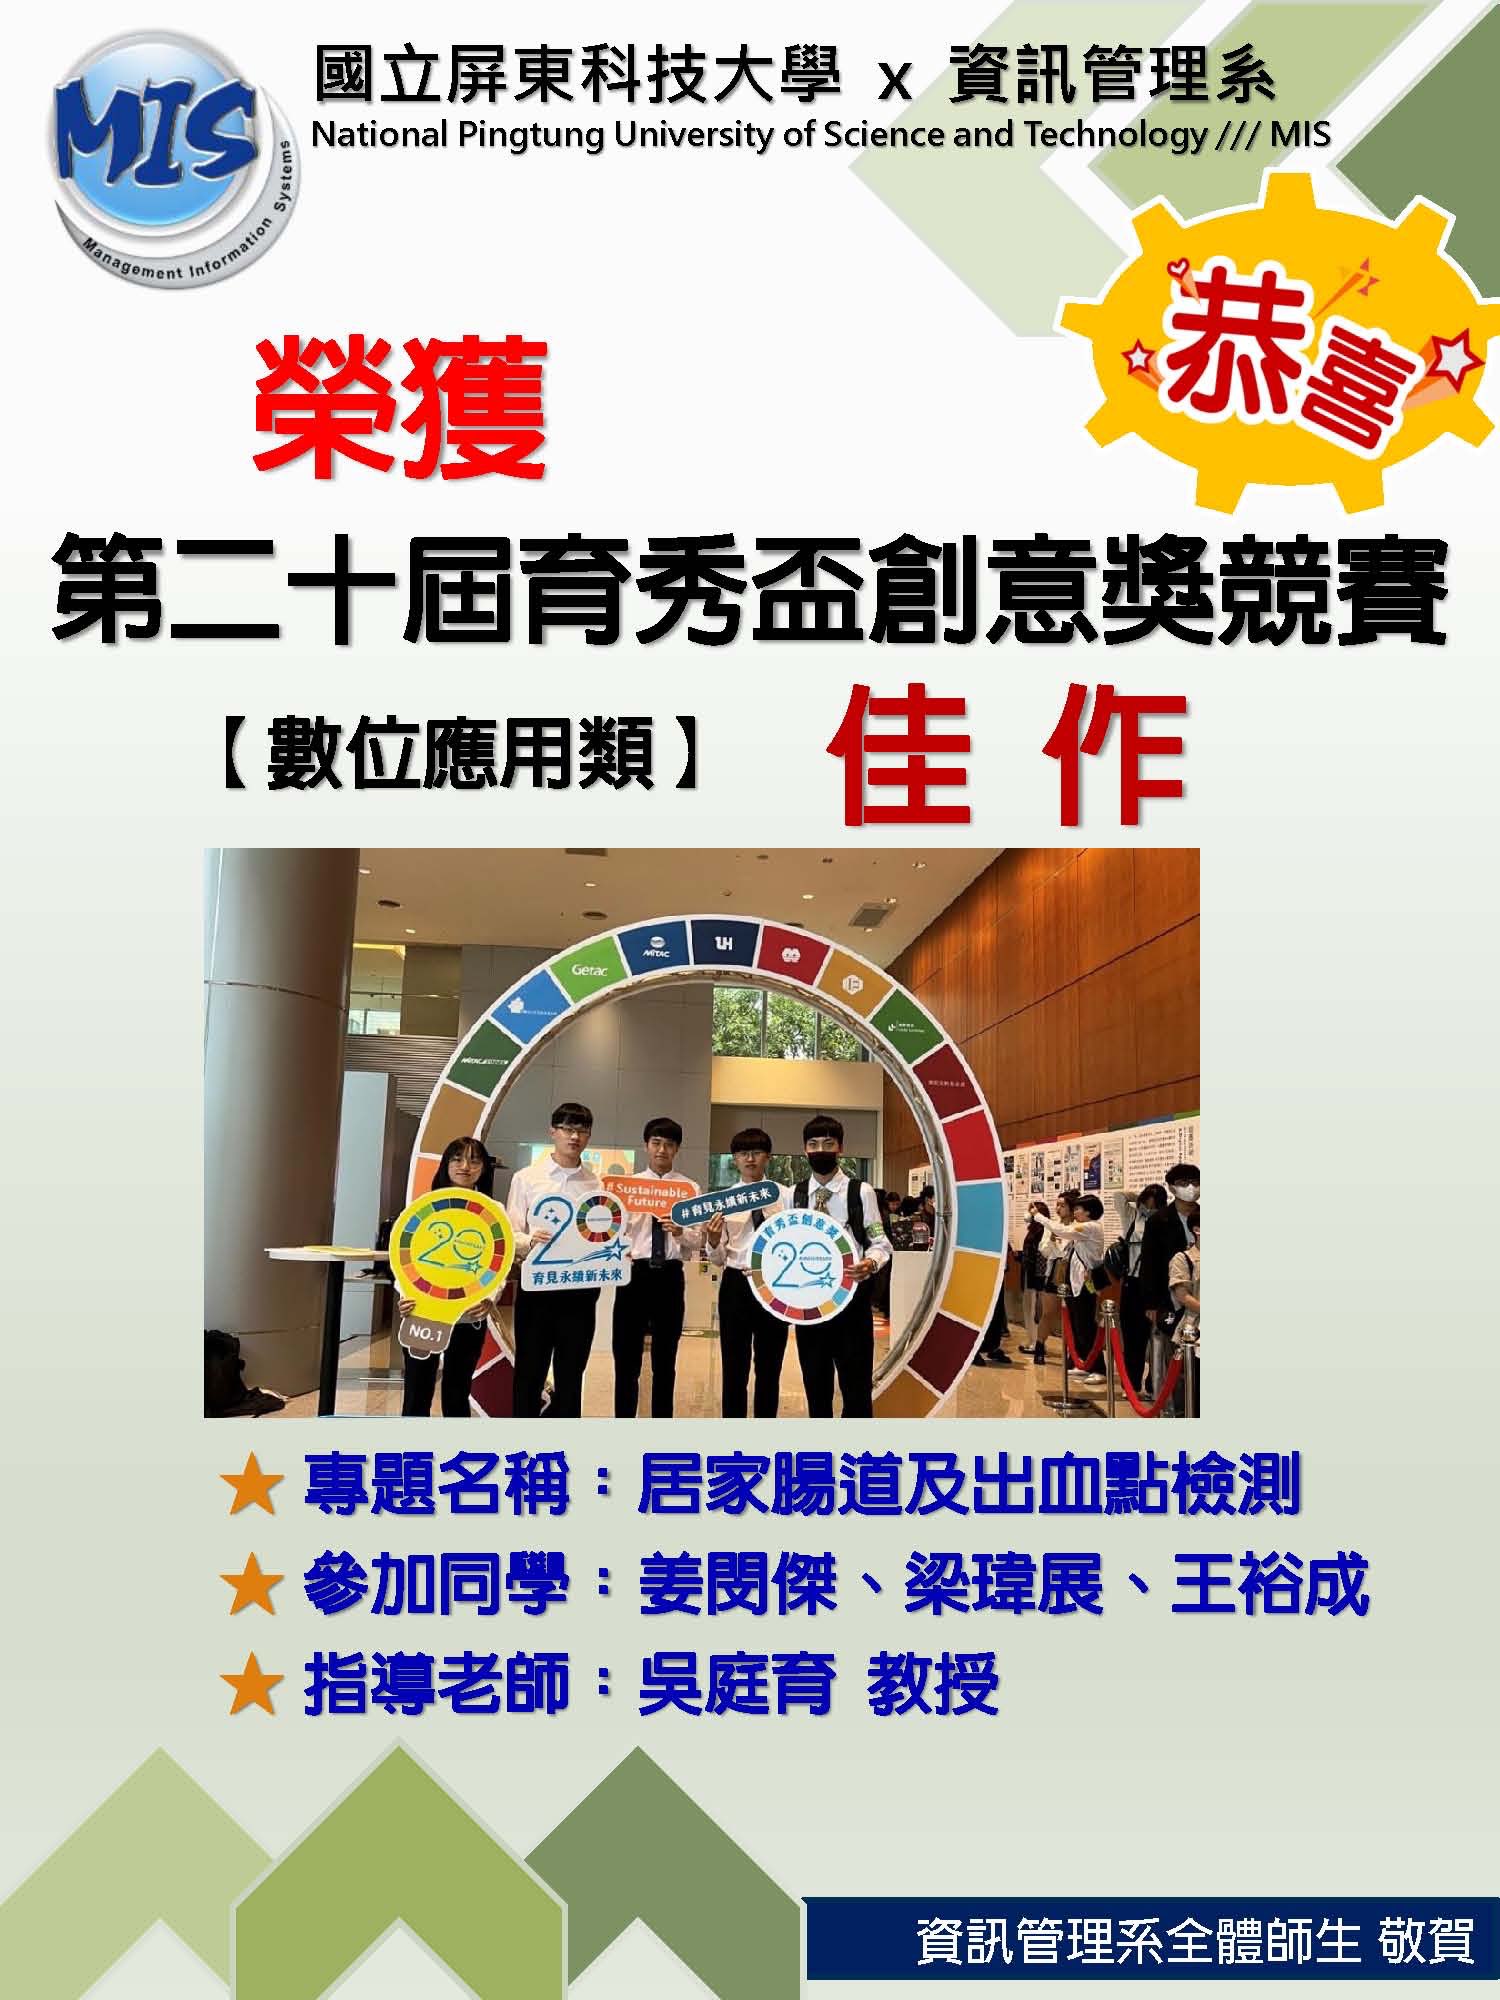 MIS
Management Information Systems
國立屏東科技大學 x 資訊管理系
National Pingtung University of Science and Technology /// MIS
恭喜
榮獲
第二十屆育秀盃創意獎競賽
【數位應用類】 佳 作
Getac
MiTAC
# Sustainable
Future
#育見永續新未來
20
20
育見永續新未來
NO.1
育秀盃創意獎
20
★ 專題名稱：居家腸道及出血點檢測
★ 參加同學：姜閔傑、梁瑋展、王裕成
★ 指導老師：吳庭育 教授
資訊管理系全體師生 敬賀